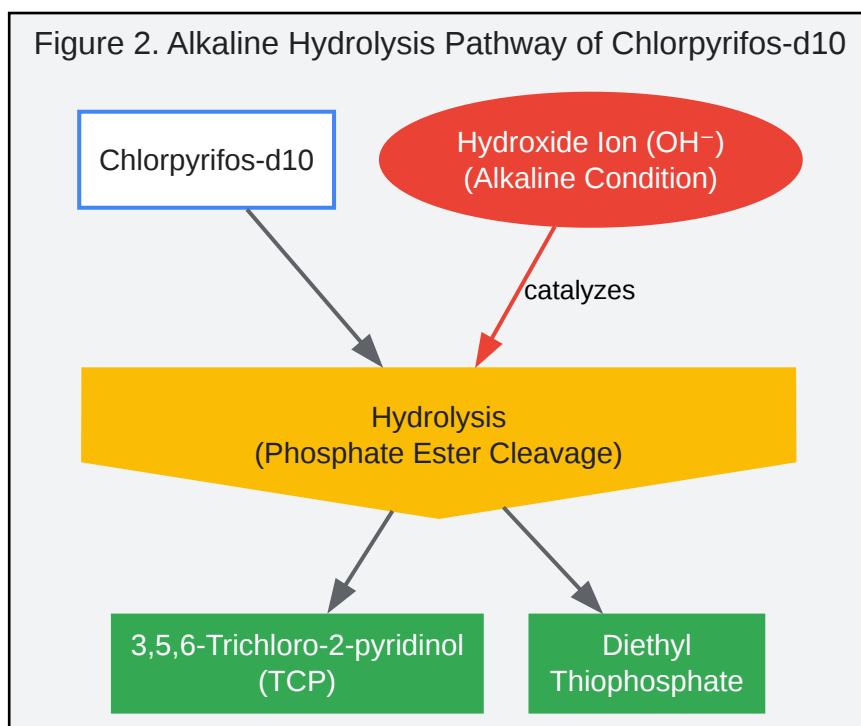 Figure 2. Alkaline Hydrolysis Pathway of Chlorpyrifos-d10
Chlorpyrifos-d10
Hydroxide Ion (OH⁻)
(Alkaline Condition)
catalyzes
Hydrolysis
(Phosphate Ester Cleavage)
3,5,6-Trichloro-2-pyridinol
(TCP)
Diethyl
Thiophosphate